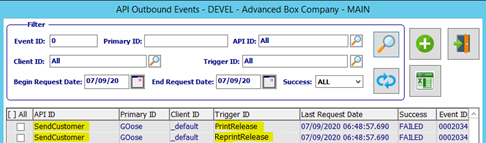 API Outbound Events - DEVEL - Advanced Box Company - MAIN
Filter
Event ID: 0 Primary ID: API ID: All
Client ID: All Trigger ID: All
Begin Request Date: 07/09/20 End Request Date: 07/09/20 Success: ALL
[ ] All API ID Primary ID Client ID Trigger ID Last Request Date Success Event ID
SendCustomer GOose _default PrintRelease 07/09/2020 06:48:57.690 FAILED 0002034
SendCustomer GOose _default ReprintRelease 07/09/2020 06:48:57.690 FAILED 0002034